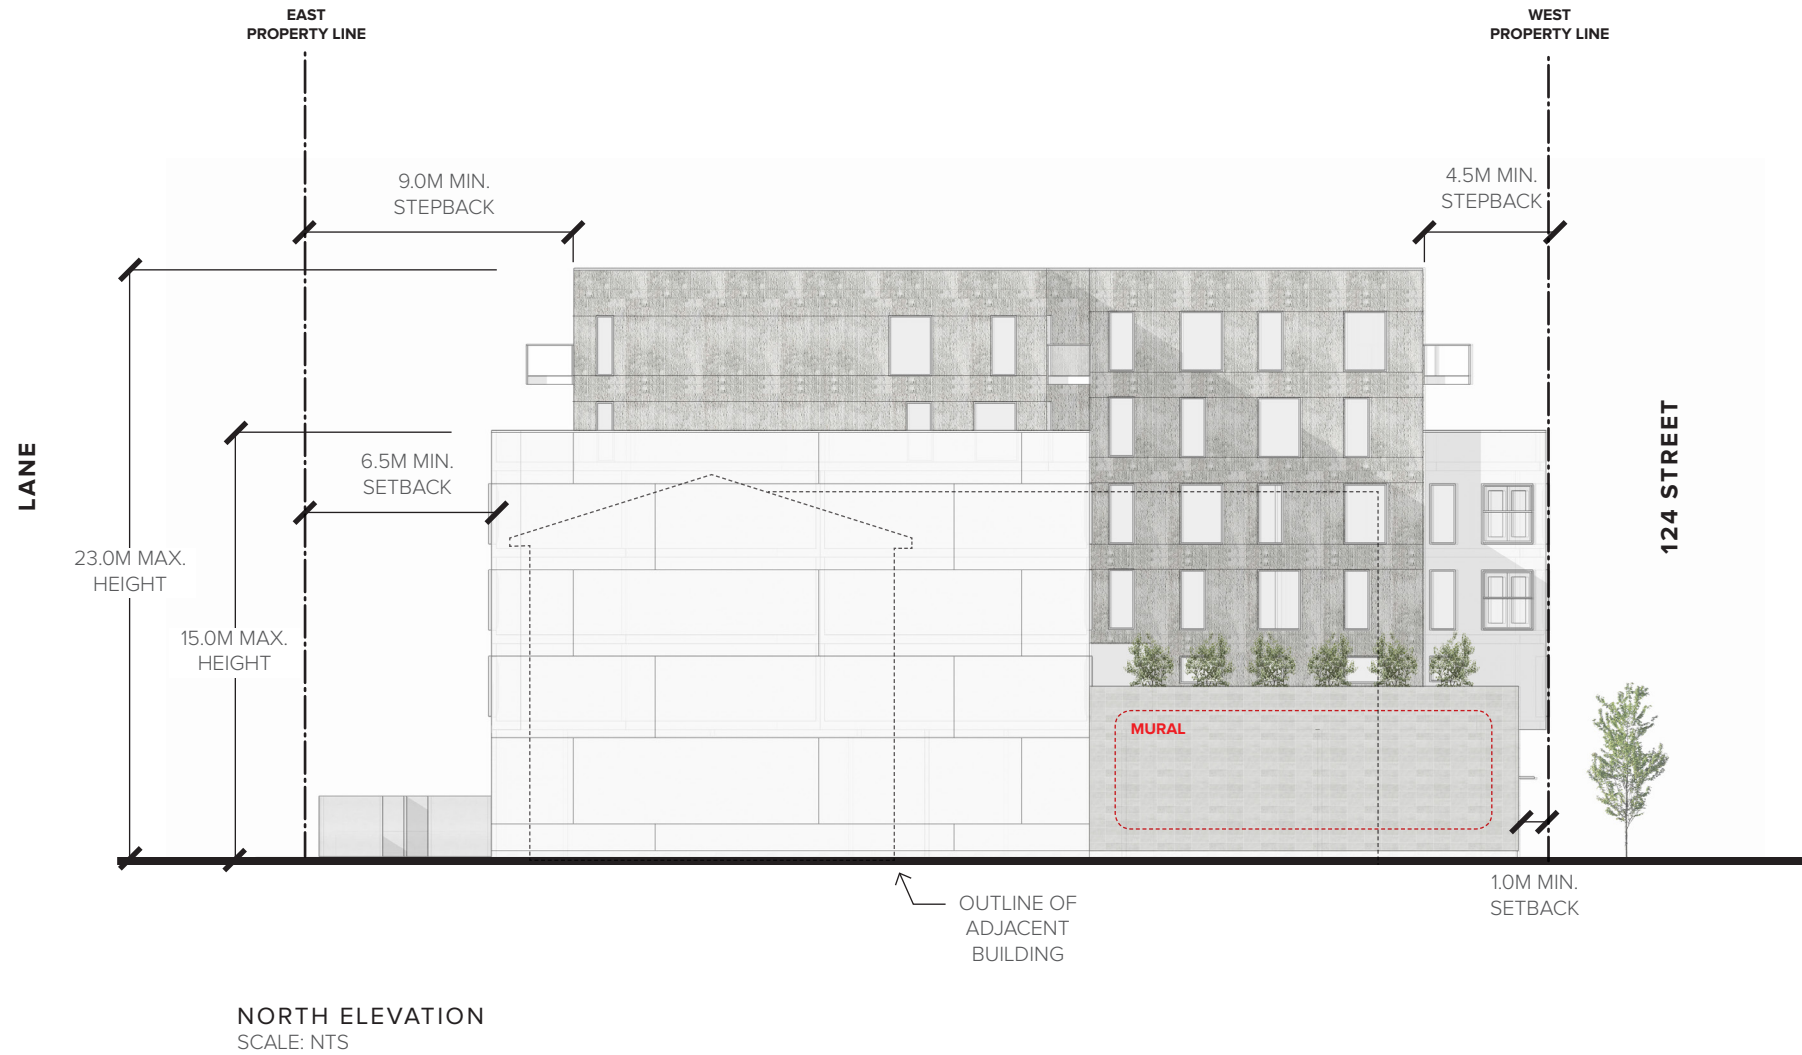 EAST
PROPERTY LINE
WEST
PROPERTY LINE
9.0M MIN.
STEPBACK
4.5M MIN.
STEPBACK
LANE
6.5M MIN.
SETBACK
124 STREET
23.0M MAX.
HEIGHT
15.0M MAX.
HEIGHT
MURAL
1.0M MIN.
SETBACK
OUTLINE OF
ADJACENT
BUILDING
NORTH ELEVATION
SCALE: NTS